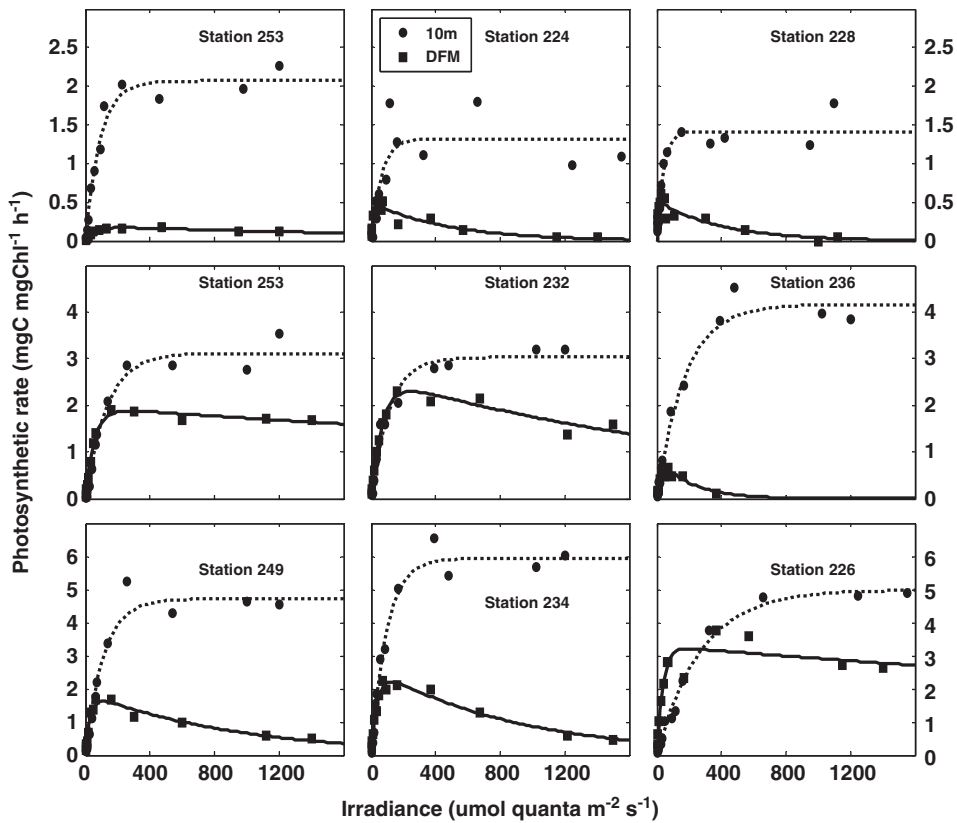 Station 253
10m
DFM
Station 224
Station 228
2.5
2
1.5
1
0.5
0
2.5
2
1.5
1
0.5
0
Station 253
Station 232
Station 236
4
3
2
1
0
4
3
2
1
0
Station 249
Station 234
Station 226
6
5
4
3
2
1
0
6
5
4
3
2
1
0
0 400 800 1200
0 400 800 1200
0 400 800 1200
Photosynthetic rate (mgC mgChl⁻¹ h⁻¹)
Irradiance (umol quanta m⁻² s⁻¹)